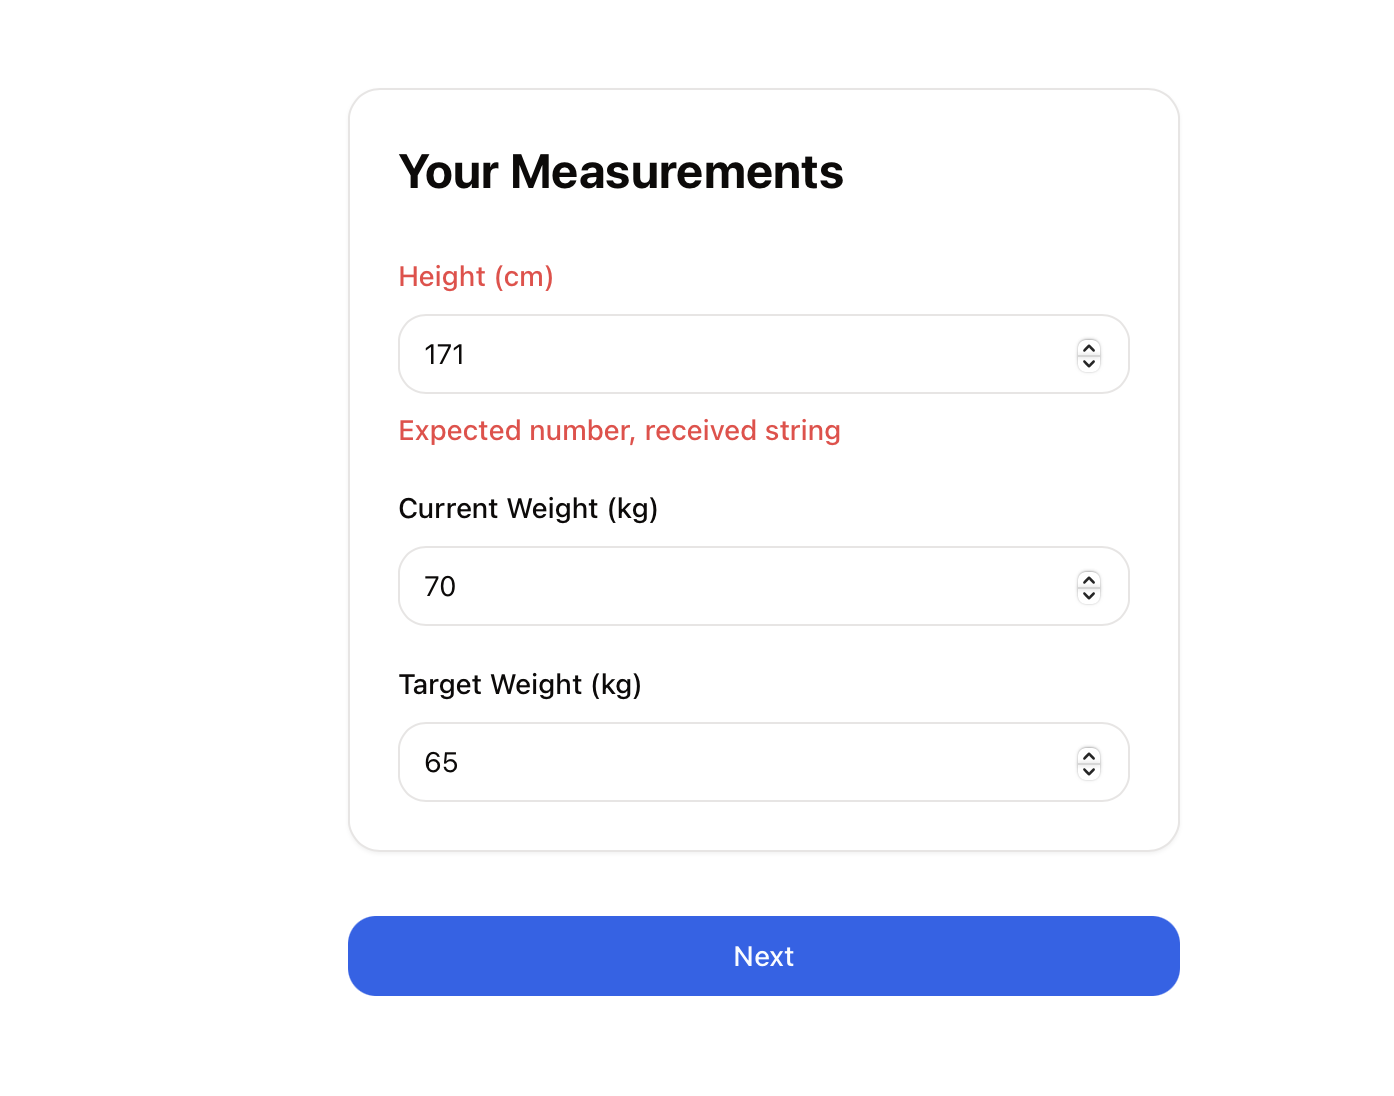 Your Measurements
Height (cm)
171
Expected number, received string
Current Weight (kg)
70
Target Weight (kg)
65
Next